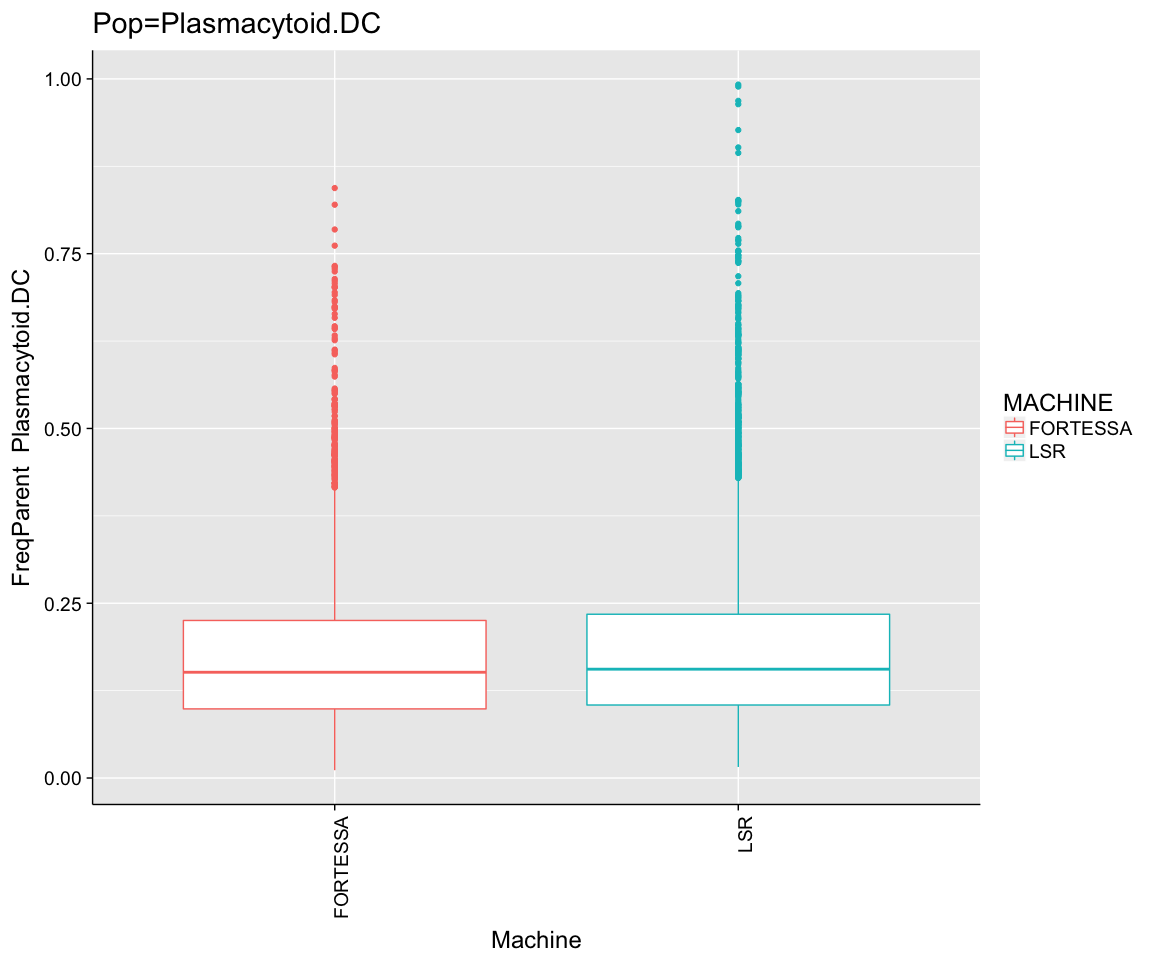 Pop=Plasmacytoid.DC
FreqParent Plasmacytoid.DC
1.00
0.75
0.50
0.25
0.00
FORTESSA
LSR
Machine
MACHINE
FORTESSA
LSR